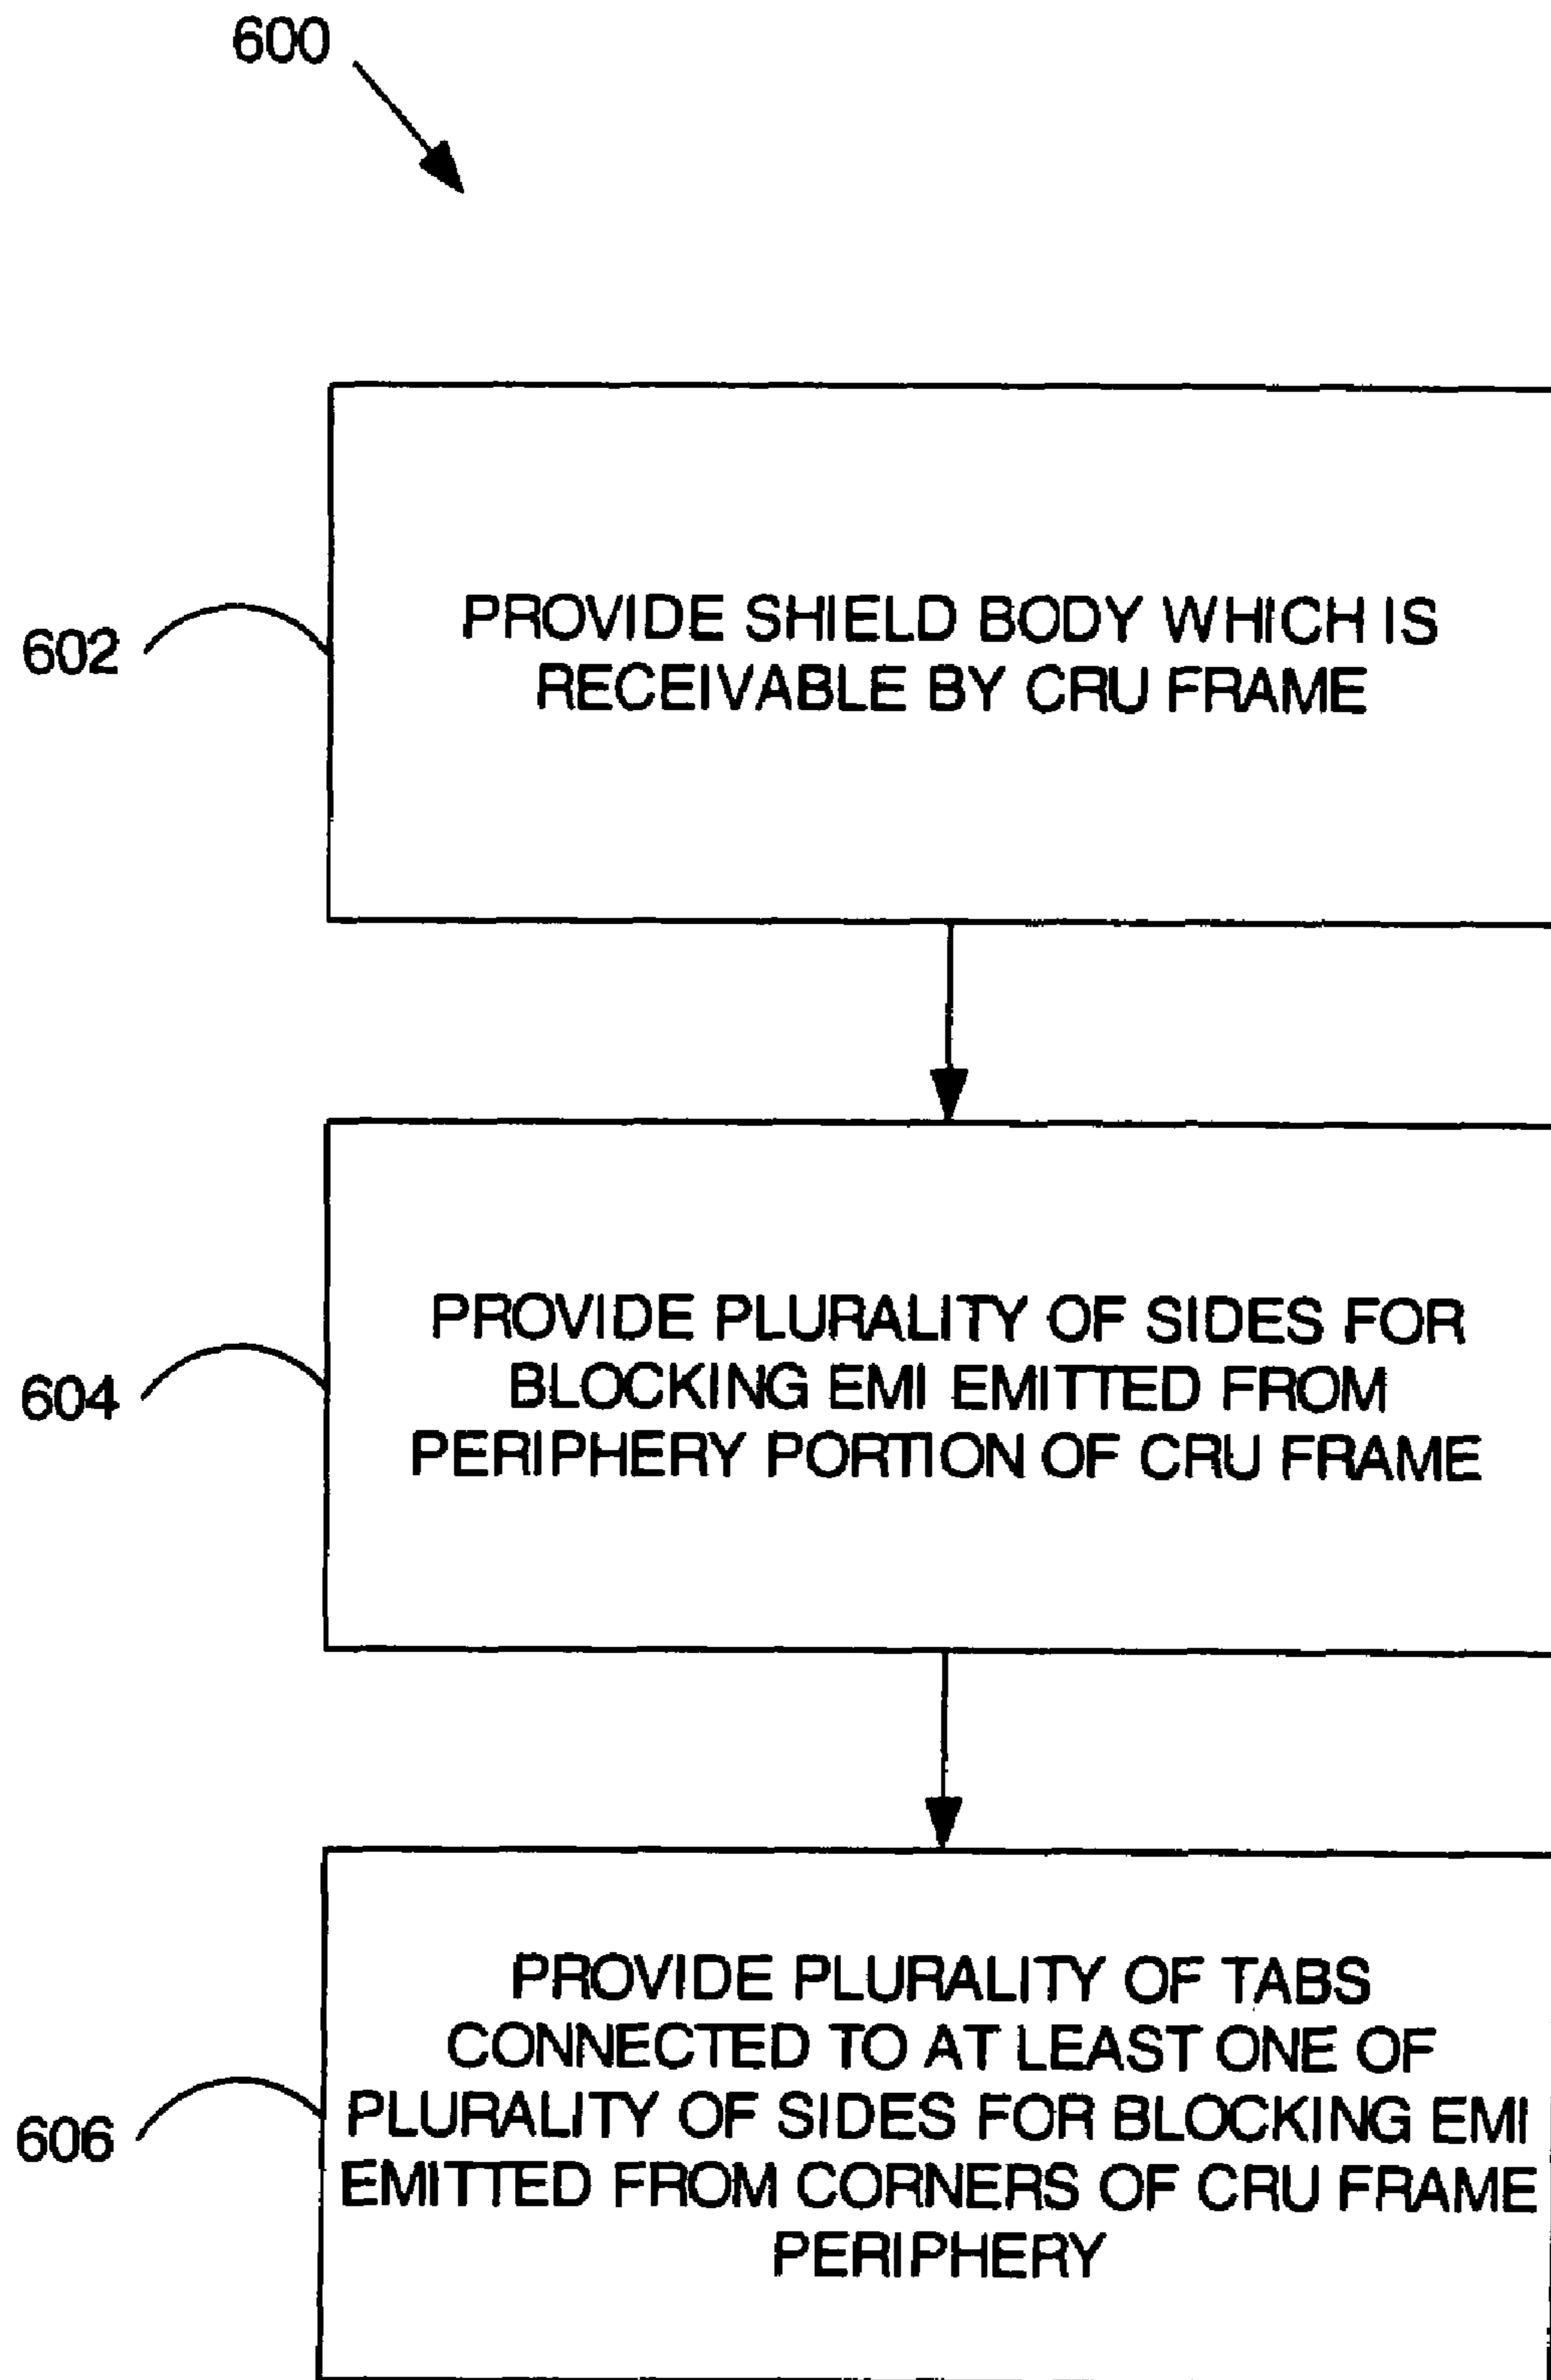 600
602
PROVIDE SHIELD BODY WHICH IS
RECEIVABLE BY CRU FRAME
604
PROVIDE PLURALITY OF SIDES FOR
BLOCKING EMI EMITTED FROM
PERIPHERY PORTION OF CRU FRAME
606
PROVIDE PLURALITY OF TABS
CONNECTED TO AT LEAST ONE OF
PLURALITY OF SIDES FOR BLOCKING EMI
EMITTED FROM CORNERS OF CRU FRAME
PERIPHERY